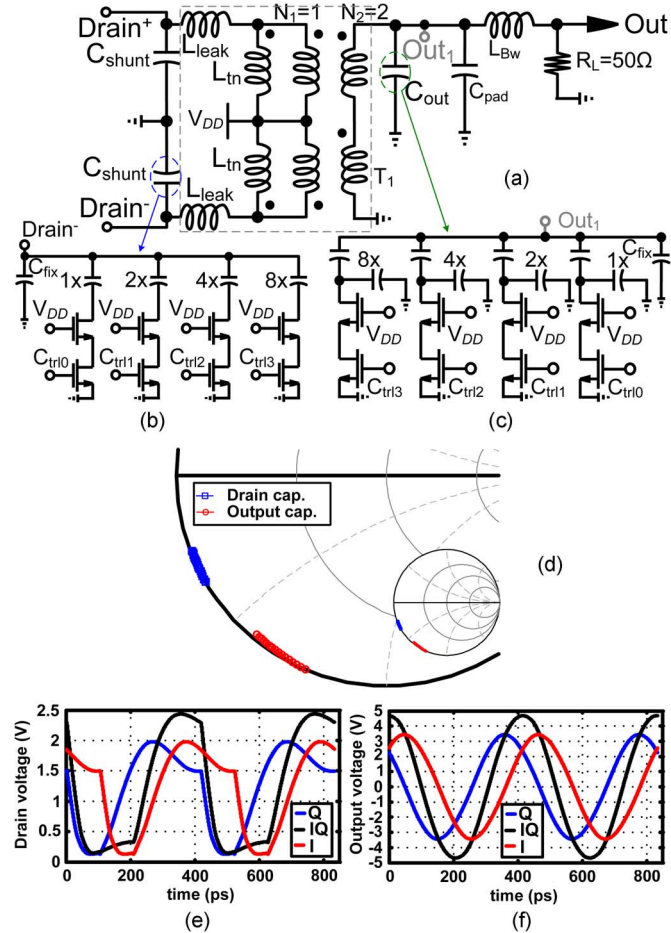 Drain+
N1=1
N2=2
Out
Cshunt
Lleak
Ltn
Out1
LBw
RL=50Ω
Cout
Cpad
VDD
Ltn
(a)
Cshunt
Lleak
T1
Drain-
Drain-
Out1
Cfix
1x
2x
4x
8x
8x
4x
2x
1x
Cfix
VDD
VDD
VDD
VDD
VDD
VDD
VDD
VDD
Ctrl0
Ctrl1
Ctrl2
Ctrl3
Ctrl3
Ctrl2
Ctrl1
Ctrl0
(b)
(c)
Drain cap.
Output cap.
(d)
Drain voltage (V)
2.5
2
1.5
1
0.5
0
0 200 400 600 800
time (ps)
Q
IQ
I
(e)
Output voltage (V)
5
4
3
2
1
0
-1
-2
-3
-4
-5
0 200 400 600 800
time (ps)
Q
IQ
I
(f)